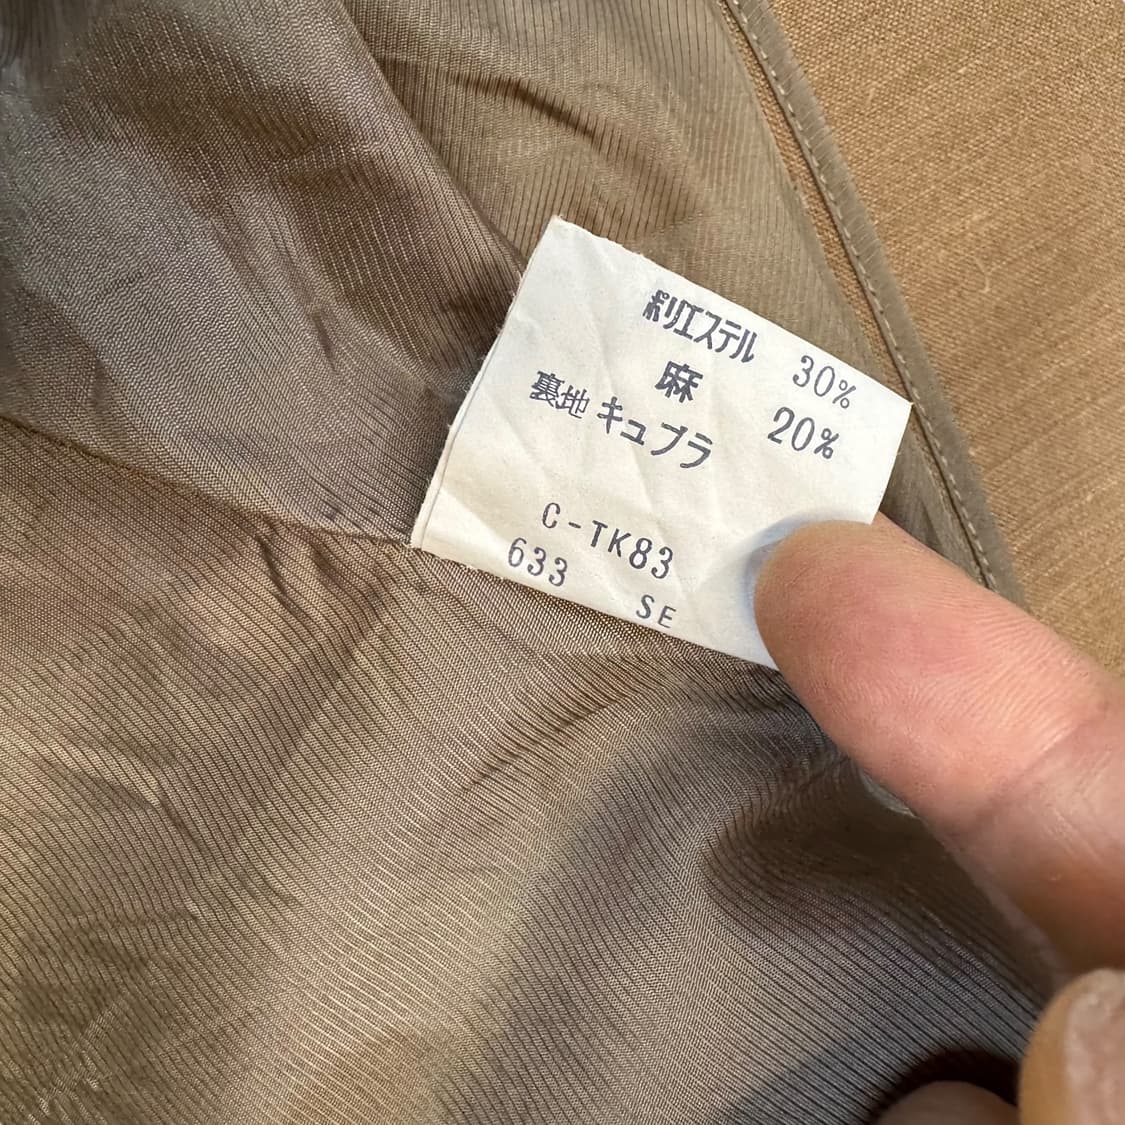 ポリエステル 30%
麻 20%
裏地 キュプラ
C-TK83
633
SE